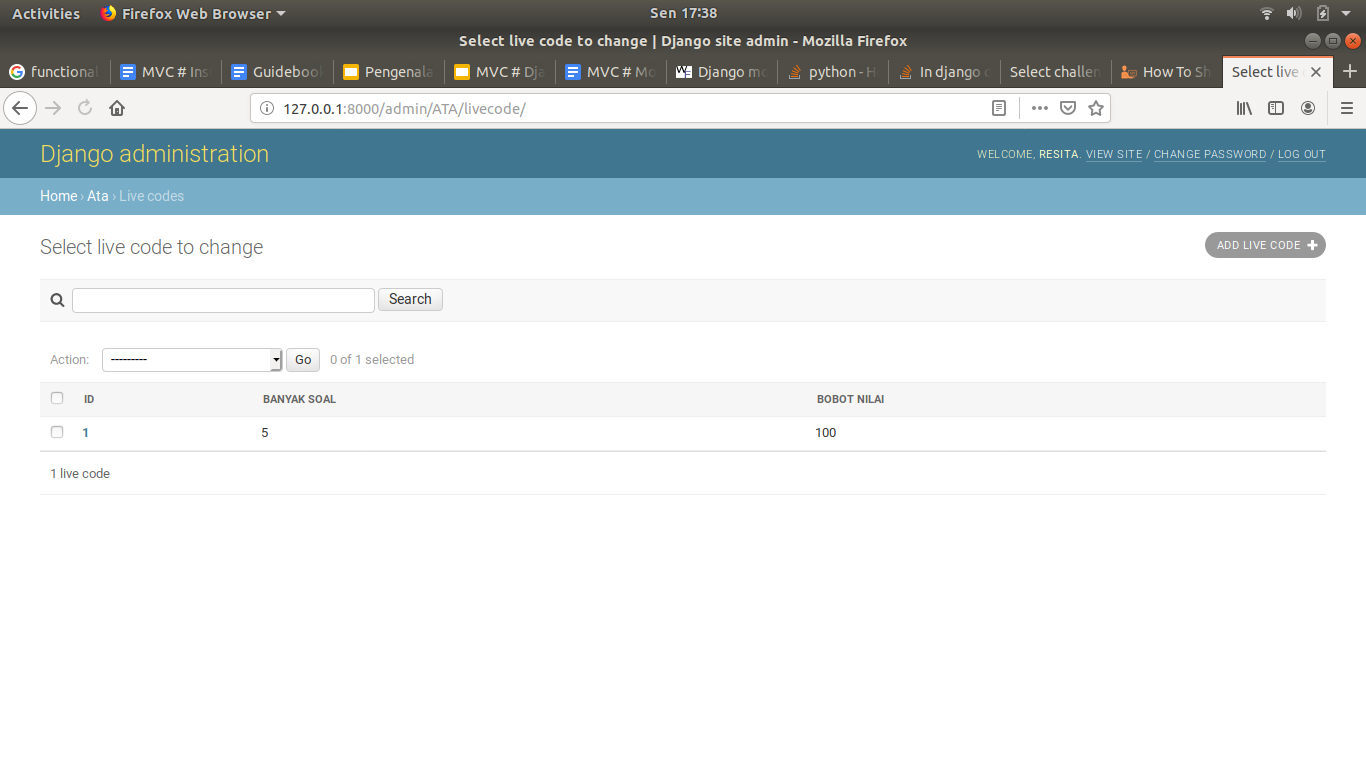 Activities Firefox Web Browser Sen 17:38
Select live code to change | Django site admin - Mozilla Firefox
functional MVC # Ins Guidebook Pengenala MVC # Dja MVC # Mo Django mo python - H In django c Select challen How To Sh Select live
127.0.0.1:8000/admin/ATA/livecode/
Django administration WELCOME, RESITA. VIEW SITE / CHANGE PASSWORD / LOG OUT
Home › Ata › Live codes
Select live code to change ADD LIVE CODE +
Search
Action: --------- Go 0 of 1 selected
ID BANYAK SOAL BOBOT NILAI
1 5 100
1 live code